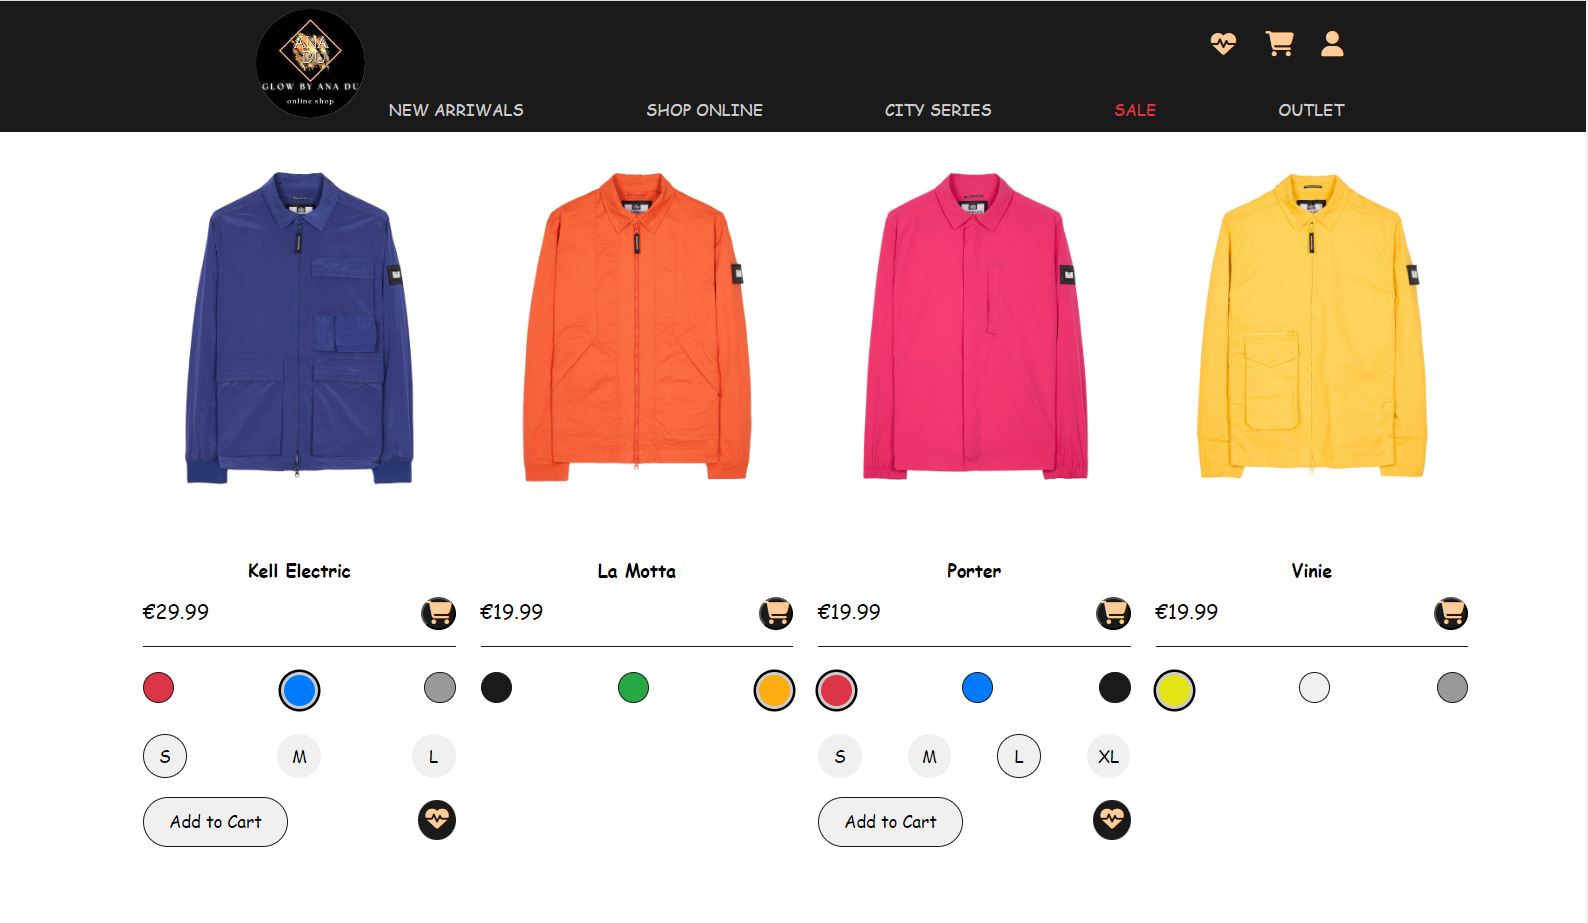 ANA
DU
GLOW BY ANA DU
online shop
NEW ARRIWALS SHOP ONLINE CITY SERIES SALE OUTLET
Kell Electric La Motta Porter Vinie
€29.99 €19.99 €19.99 €19.99
S M L S M L XL
Add to Cart Add to Cart